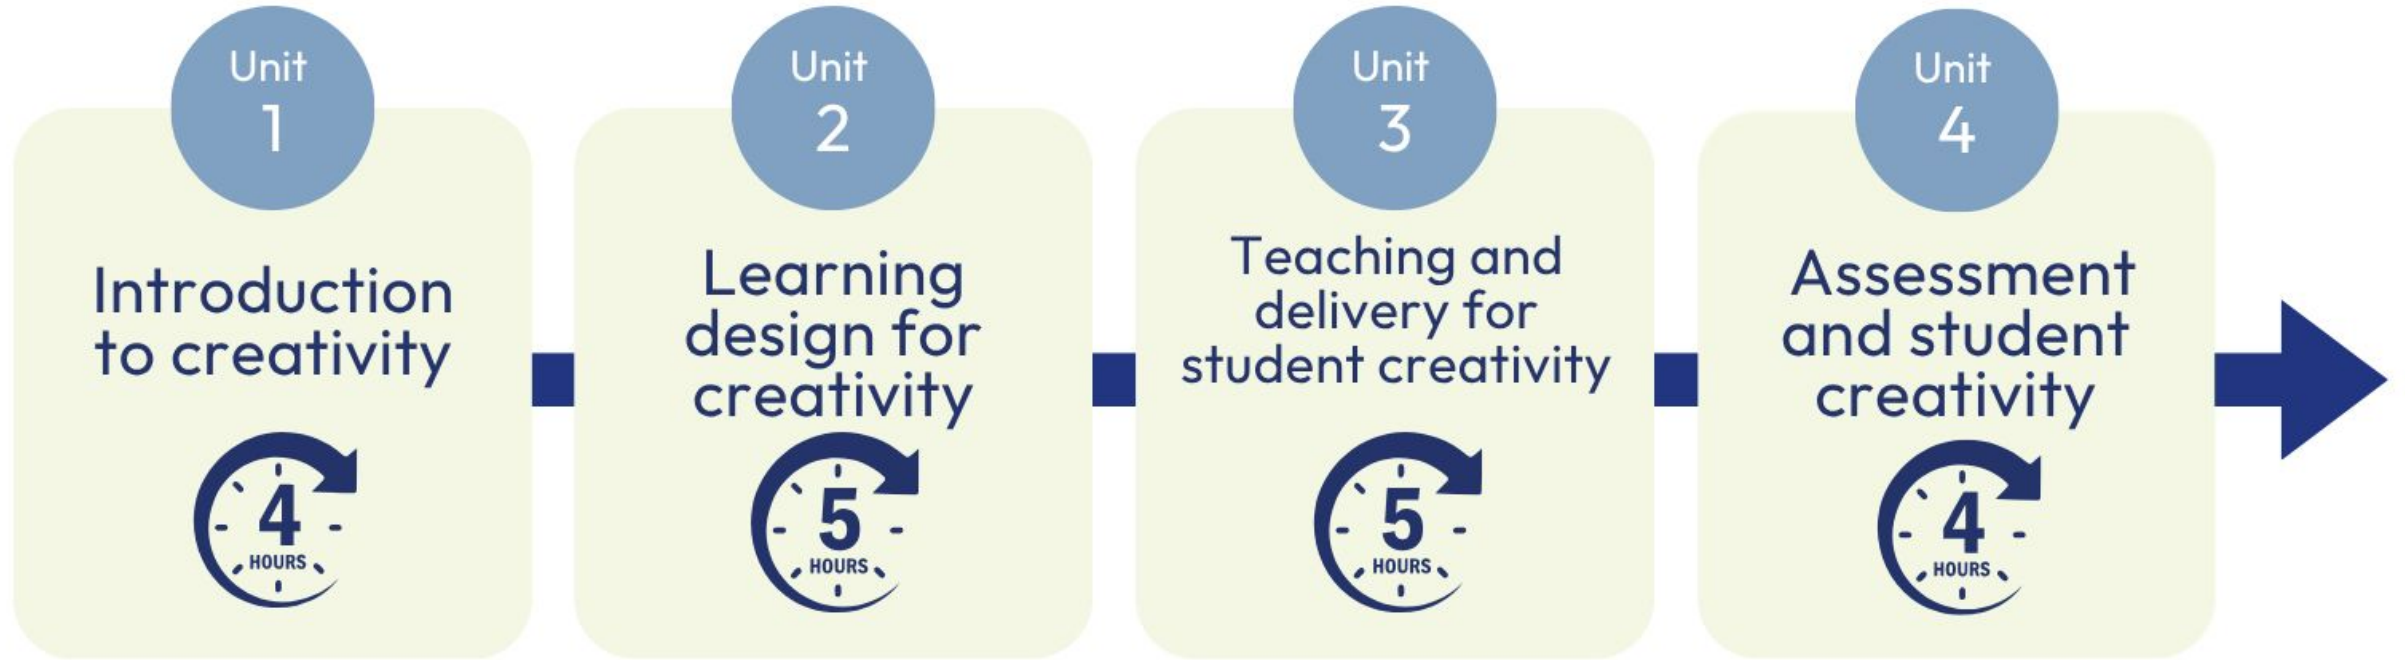 Unit
1
Introduction
to creativity
4
HOURS
Unit
2
Learning
design for
creativity
5
HOURS
Unit
3
Teaching and
delivery for
student creativity
5
HOURS
Unit
4
Assessment
and student
creativity
4
HOURS